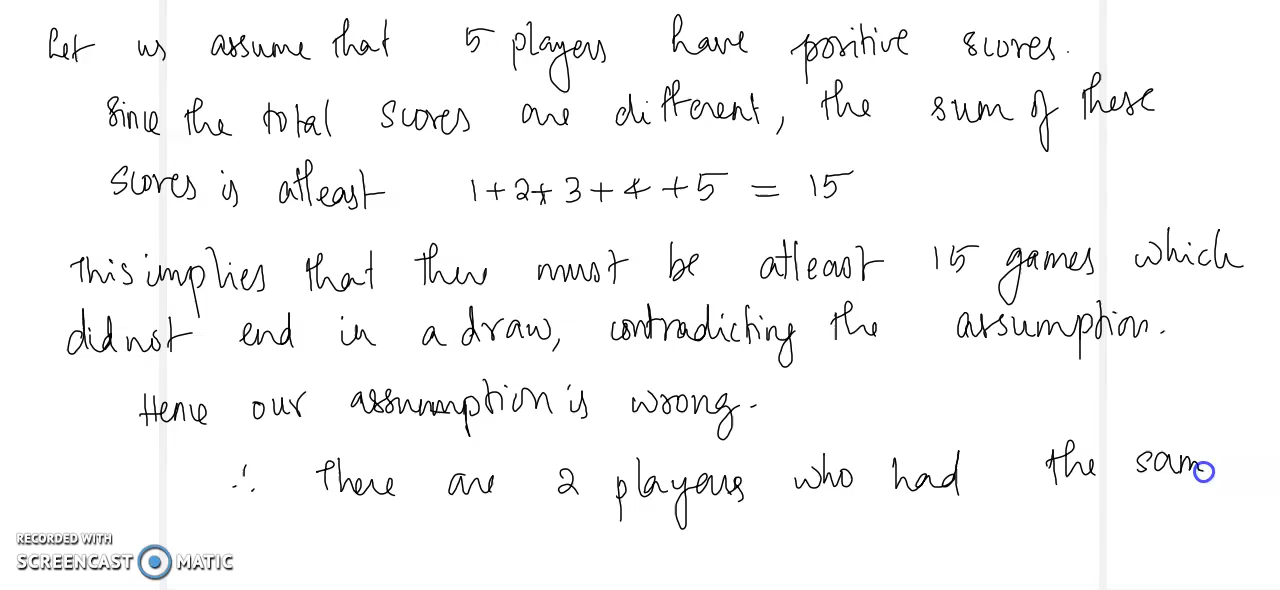 Let us assume that 5 players have positive scores.
Since the total scores are different, the sum of these
scores is atleast 1+2+3+4+5 = 15
This implies that there must be atleast 15 games which
did not end in a draw, contradicting the assumption.
Hence our assumption is wrong.
∴ There are 2 players who had the sam
RECORDED WITH
SCREENCAST MATIC